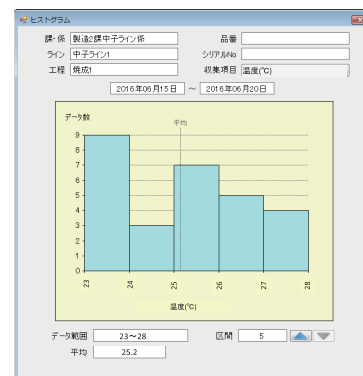 ヒストグラム
課・係 製造2課中子ライン係 品番
ライン 中子ライン1 シリアルNo
工程 焼成1 収集項目 温度(℃)
2016年06月15日 ~ 2016年06月20日
データ数
平均
9
8
7
6
5
4
3
2
1
0
23 24 25 26 27 28
温度(℃)
データ範囲 23~28 区間 5
平均 25.2